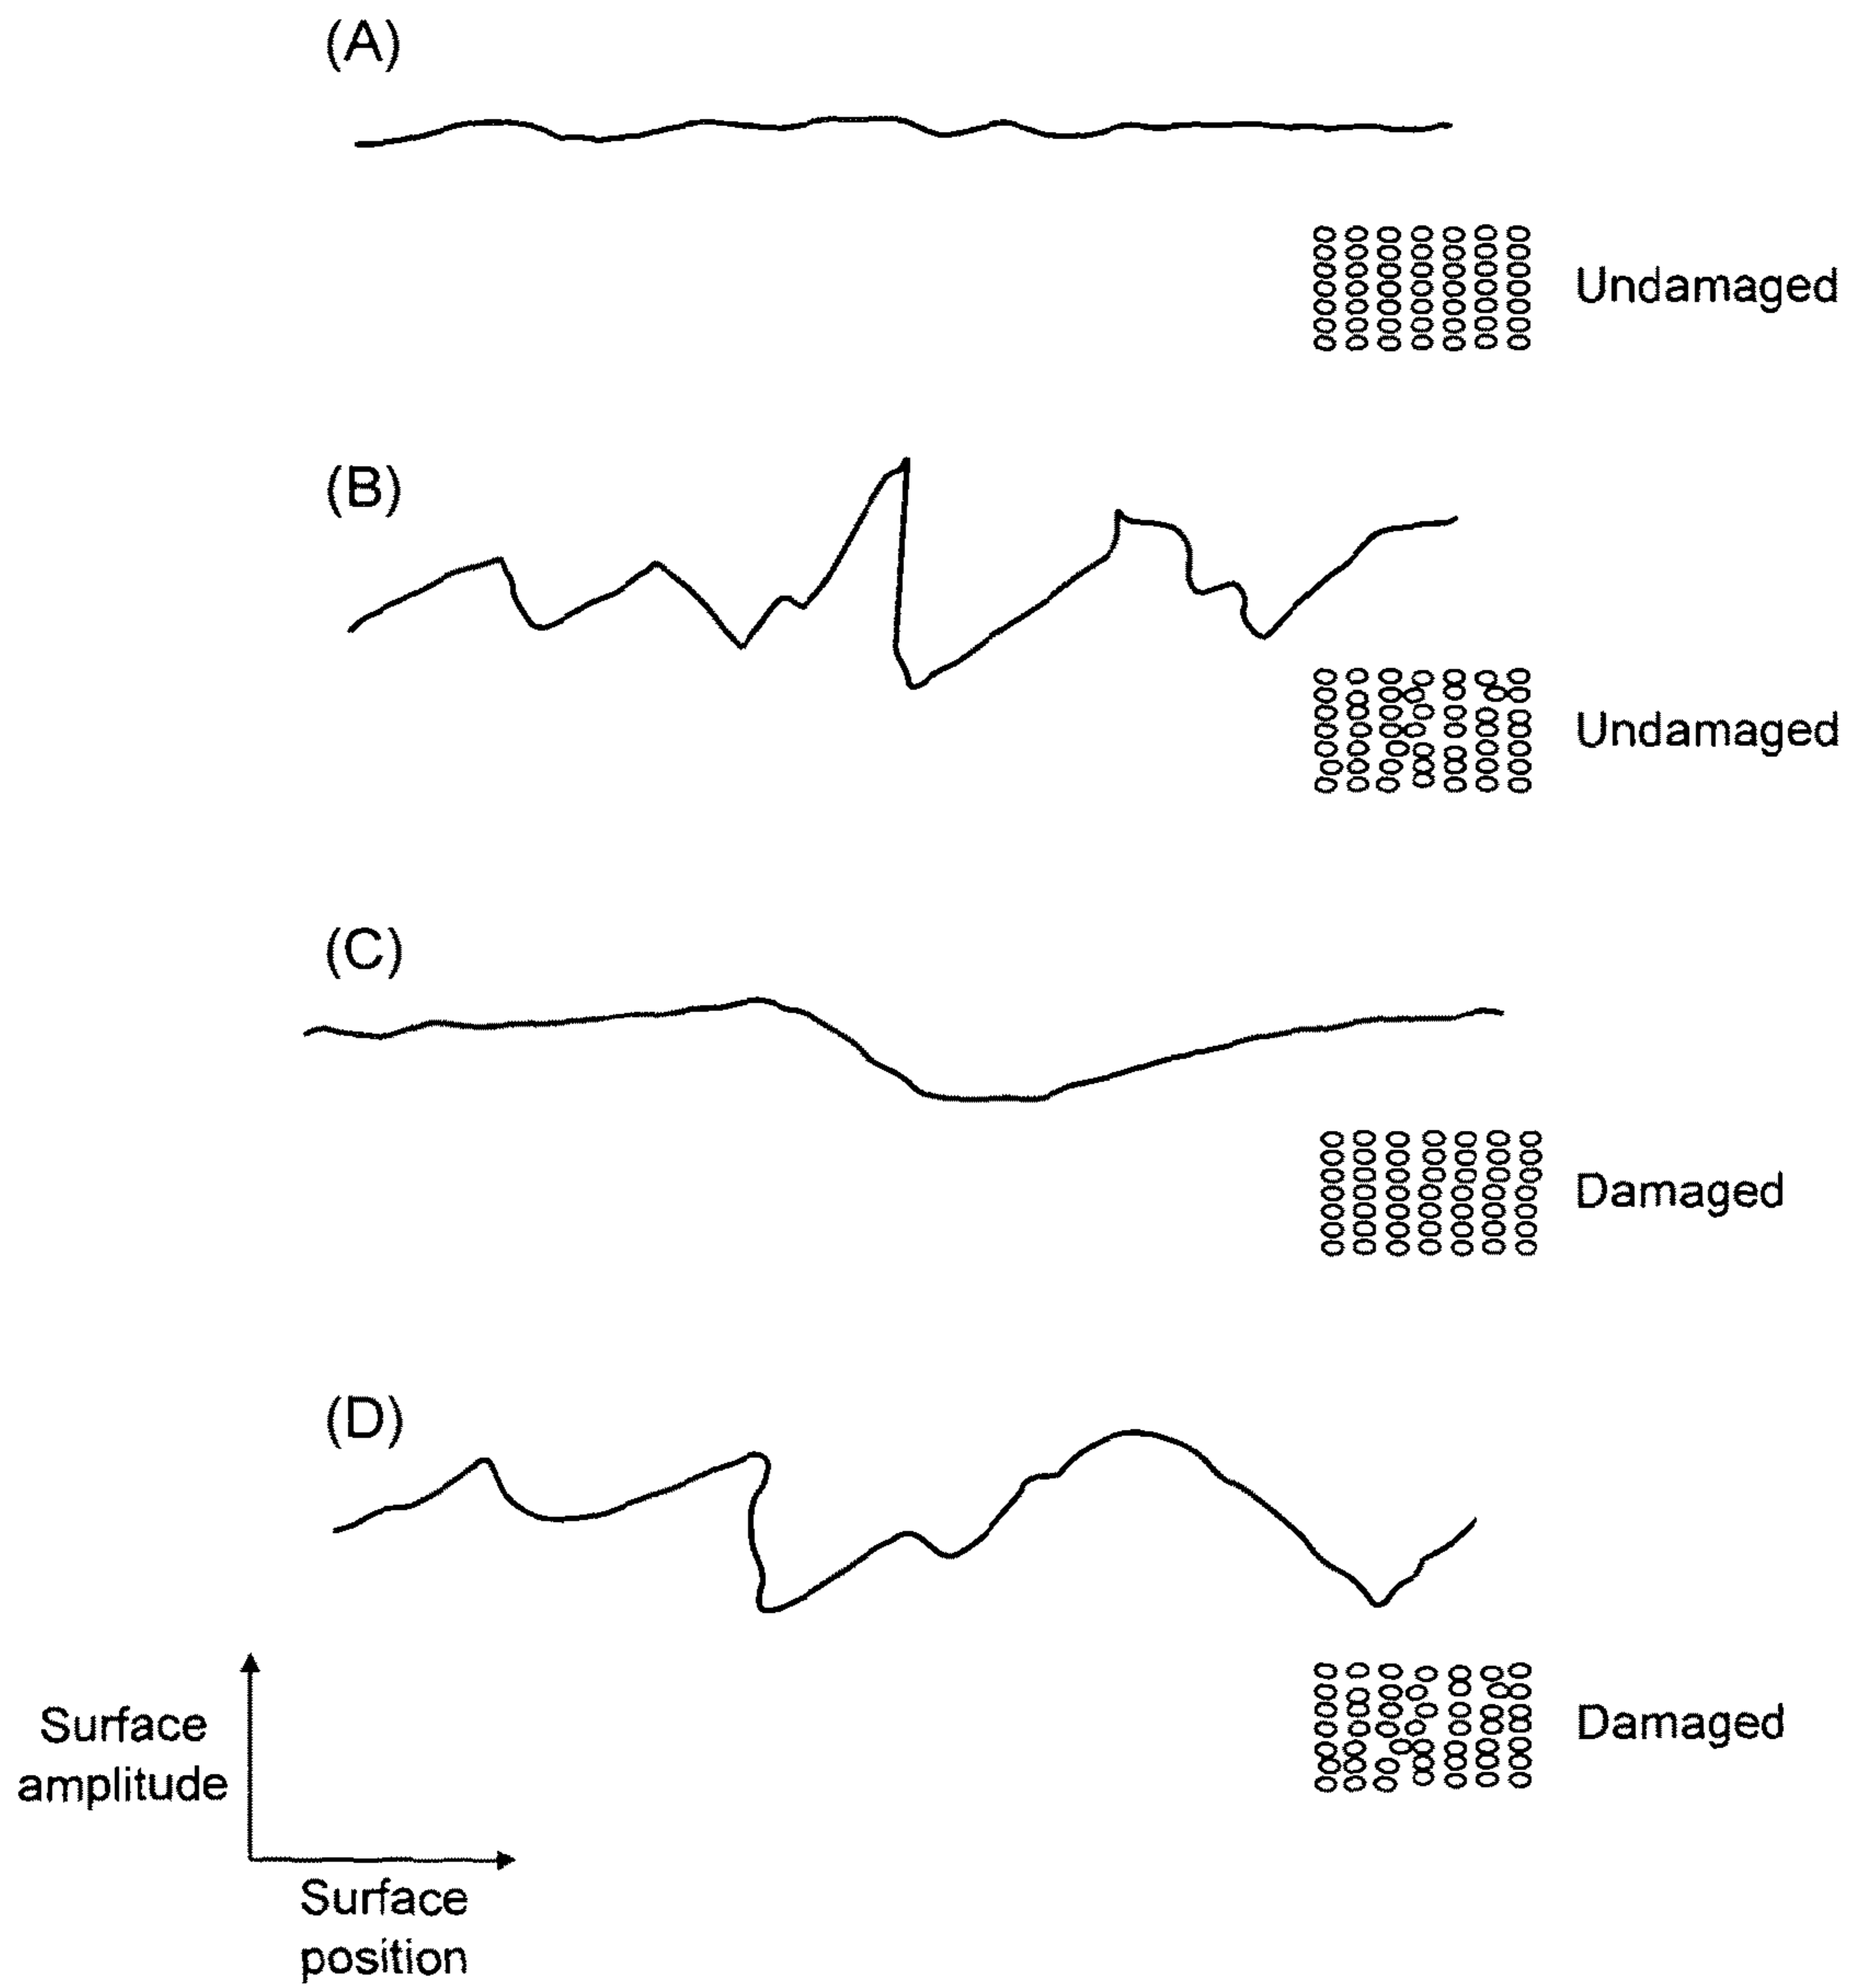 (A)
Undamaged
(B)
Undamaged
(C)
Damaged
(D)
Damaged
Surface
amplitude
Surface
position